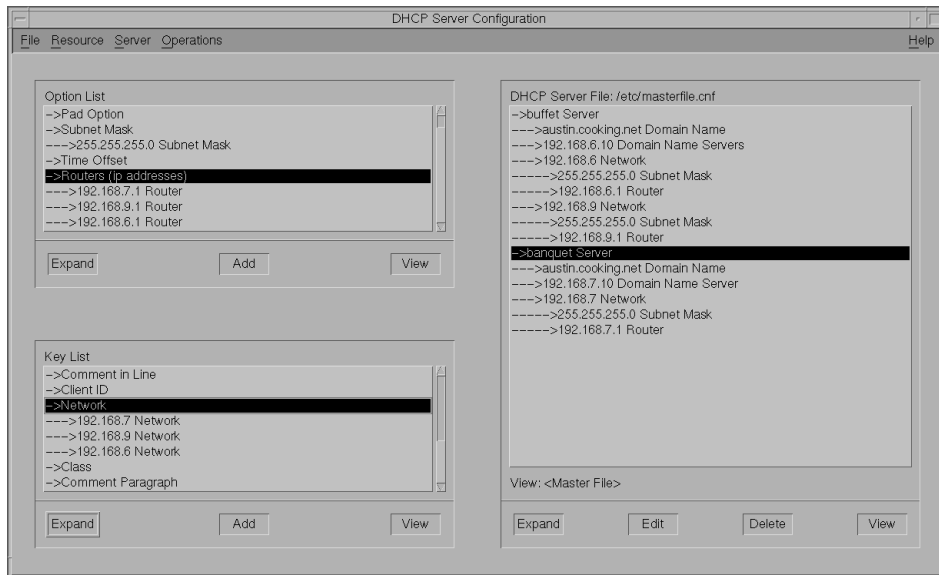 DHCP Server Configuration
File Resource Server Operations Help
Option List
->Pad Option
->Subnet Mask
--->255.255.255.0 Subnet Mask
->Time Offset
->Routers (ip addresses)
--->192.168.7.1 Router
--->192.168.9.1 Router
--->192.168.6.1 Router
Expand Add View
Key List
->Comment in Line
->Client ID
->Network
--->192.168.7 Network
--->192.168.9 Network
--->192.168.6 Network
->Class
->Comment Paragraph
Expand Add View
DHCP Server File: /etc/masterfile.cnf
->buffet Server
--->austin.cooking.net Domain Name
--->192.168.6.10 Domain Name Servers
--->192.168.6 Network
----->255.255.255.0 Subnet Mask
----->192.168.6.1 Router
--->192.168.9 Network
----->255.255.255.0 Subnet Mask
----->192.168.9.1 Router
->banquet Server
--->austin.cooking.net Domain Name
--->192.168.7.10 Domain Name Server
--->192.168.7 Network
----->255.255.255.0 Subnet Mask
----->192.168.7.1 Router
View: <Master File>
Expand Edit Delete View